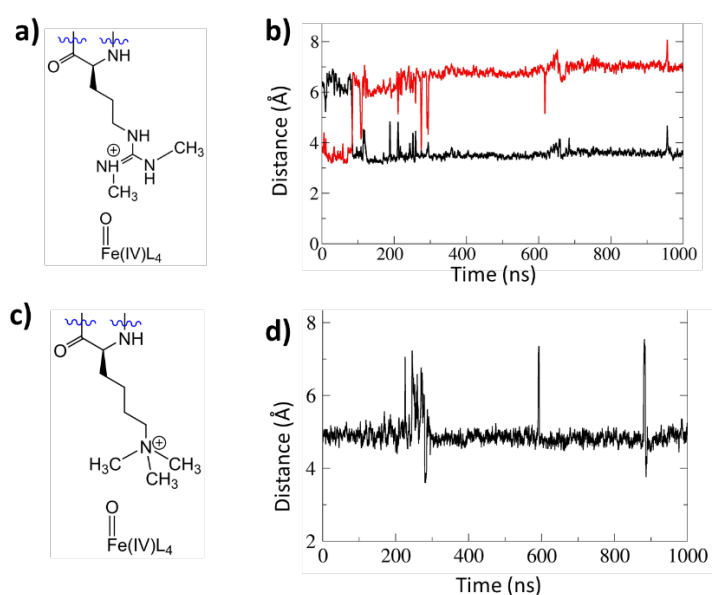 a)
O
NH
NH
NH
N
H
CH₃
CH₃
O
Fe(IV)L₄
b)
Distance (Å)
8
6
4
2
0
0 200 400 600 800 1000
Time (ns)
c)
O
NH
N
CH₃
CH₃
CH₃
O
Fe(IV)L₄
d)
Distance (Å)
8
6
4
2
0 200 400 600 800 1000
Time (ns)